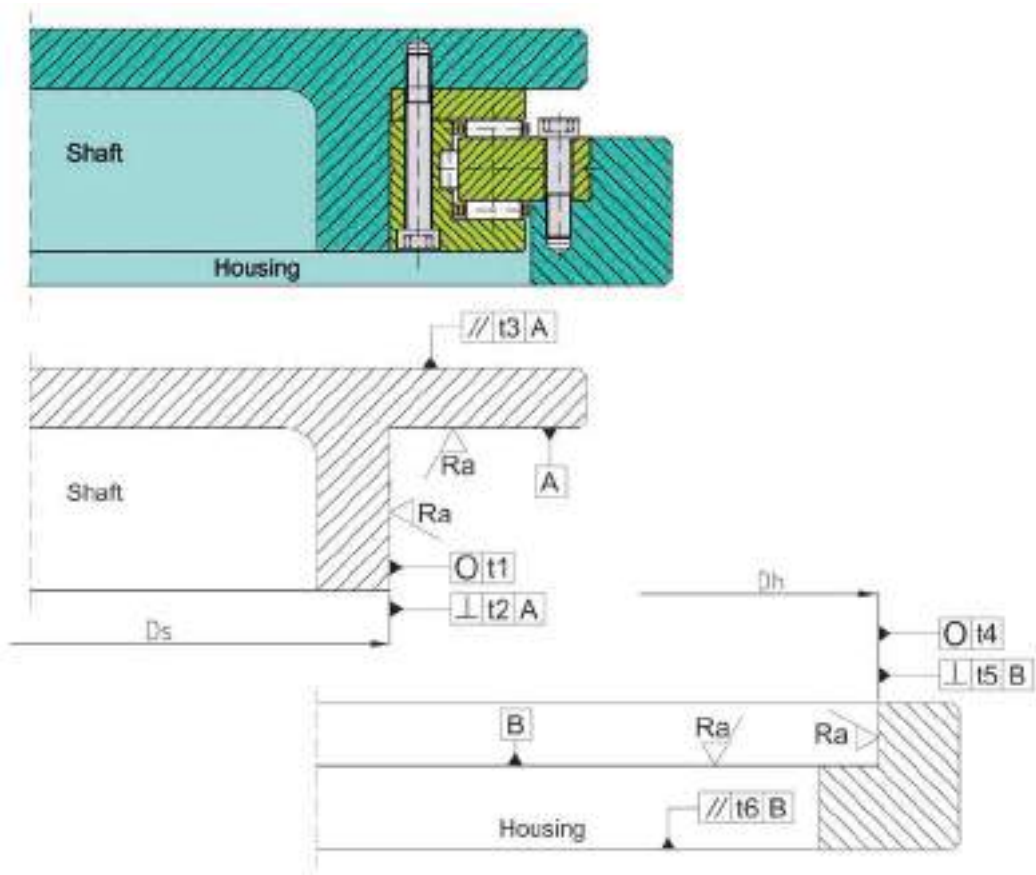 Shaft
Housing
// t3 A
Ra
A
Shaft
Ra
O t1
⊥ t2 A
Ds
Dh
O t4
⊥ t5 B
B
Ra
Ra
// t6 B
Housing